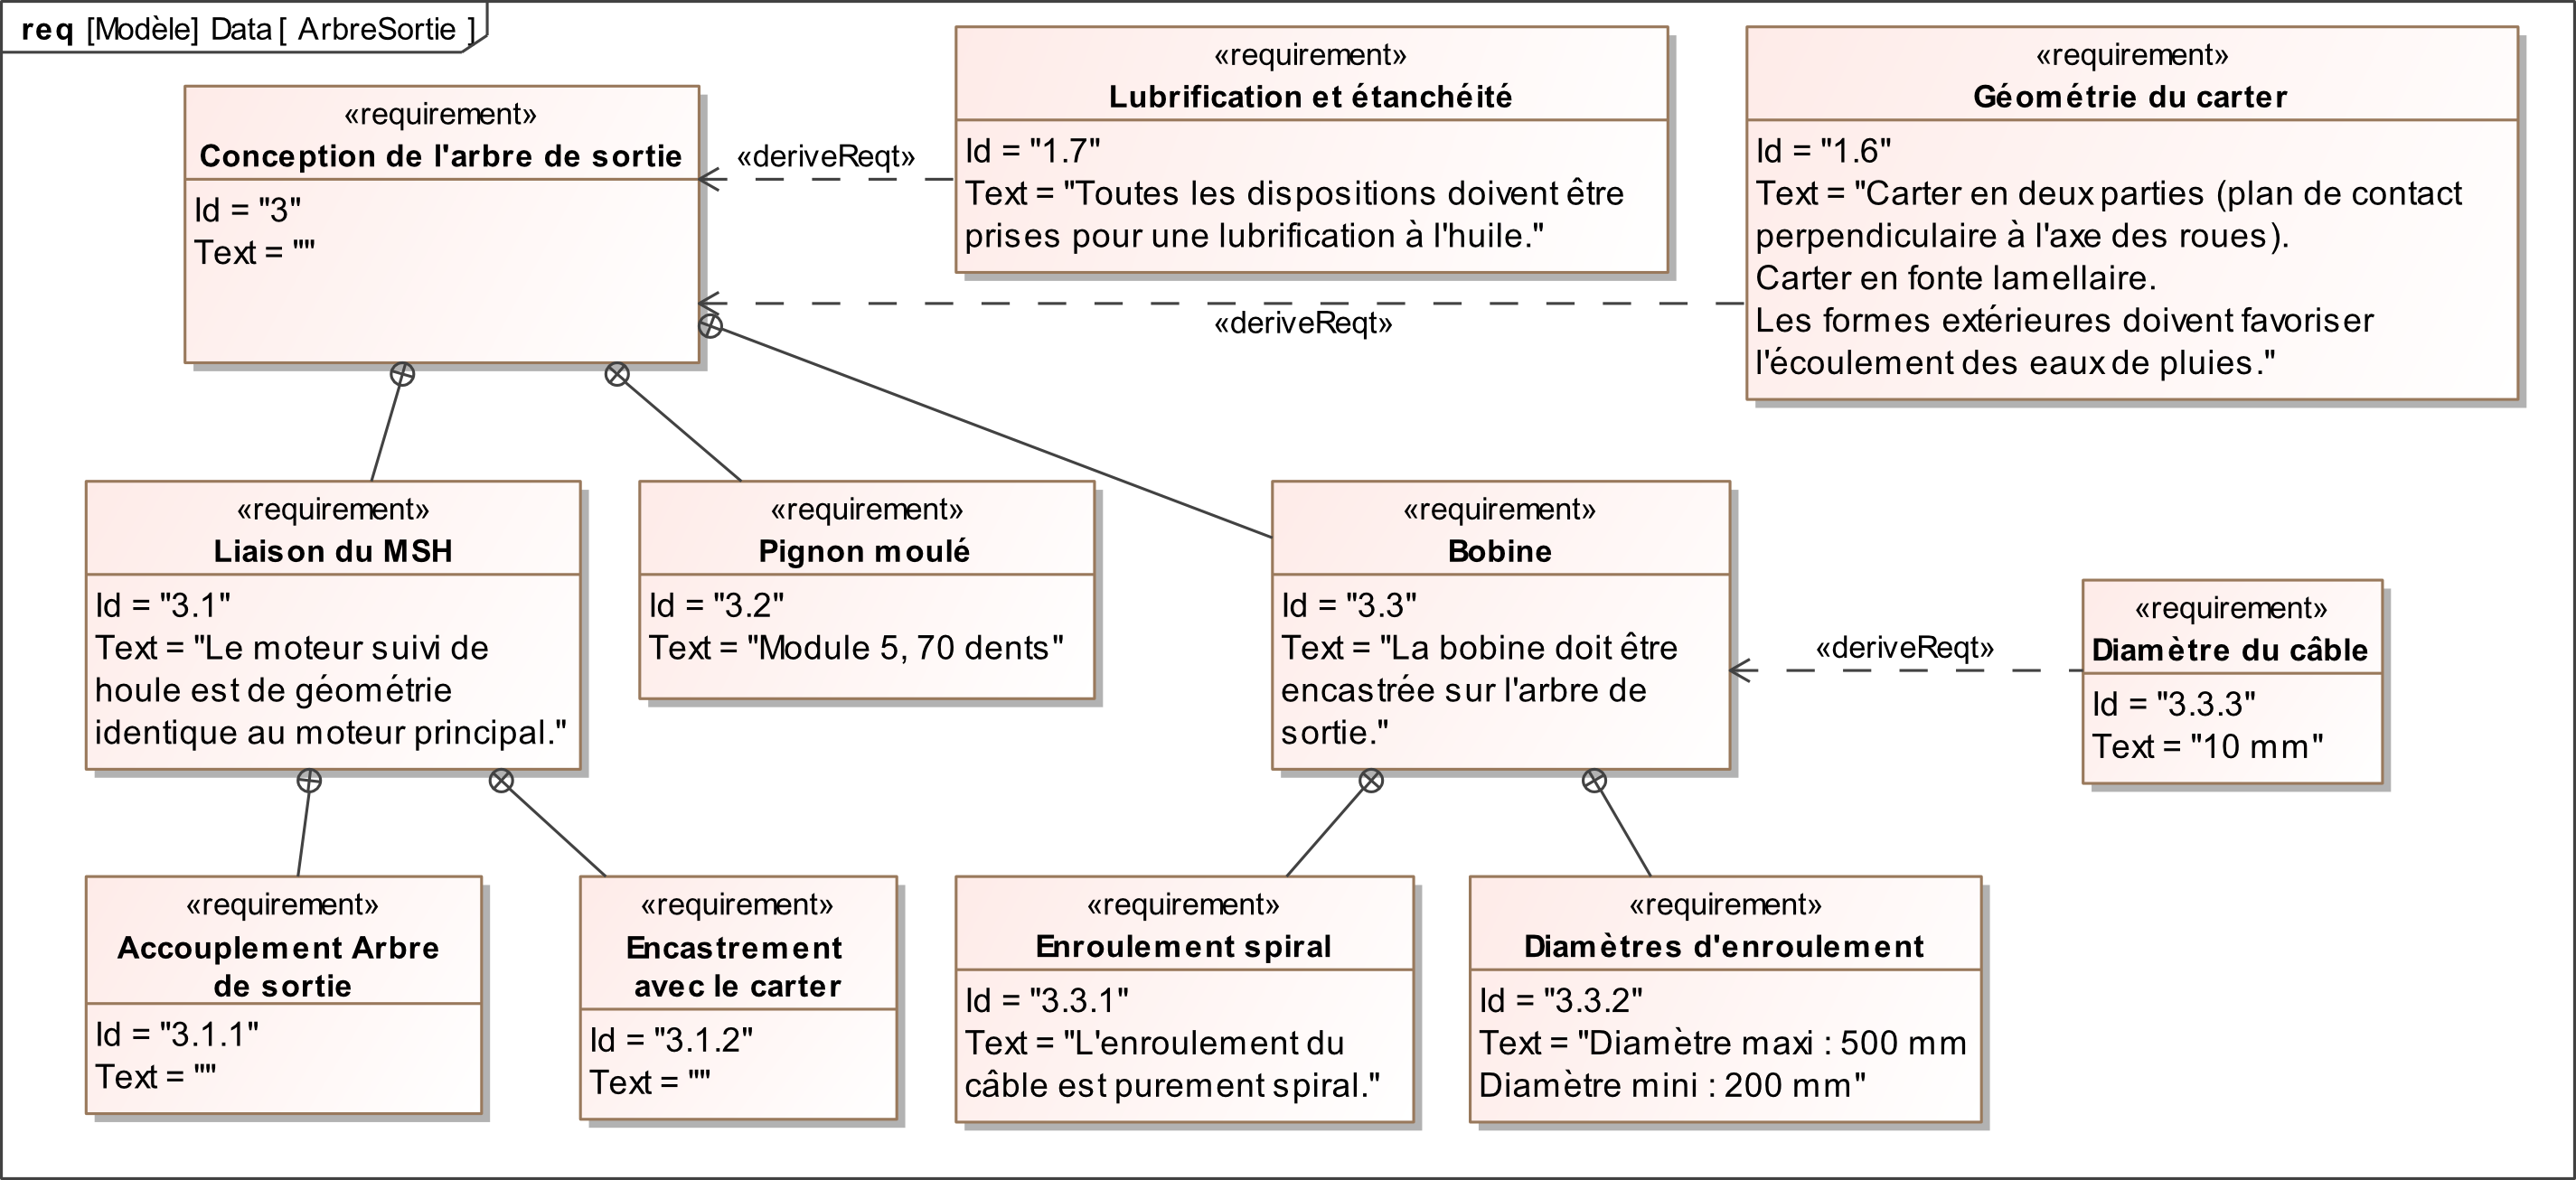 req [Modèle] Data [ ArbreSortie ]
«requirement»
Conception de l'arbre de sortie
Id = "3"
Text = ""
«deriveReqt»
«requirement»
Lubrification et étanchéité
Id = "1.7"
Text = "Toutes les dispositions doivent être
prises pour une lubrification à l'huile."
«deriveReqt»
«requirement»
Géométrie du carter
Id = "1.6"
Text = "Carter en deux parties (plan de contact
perpendiculaire à l'axe des roues).
Carter en fonte lamellaire.
Les formes extérieures doivent favoriser
l'écoulement des eaux de pluies."
«requirement»
Liaison du MSH
Id = "3.1"
Text = "Le moteur suivi de
houle est de géométrie
identique au moteur principal."
«requirement»
Pignon moulé
Id = "3.2"
Text = "Module 5, 70 dents"
«requirement»
Bobine
Id = "3.3"
Text = "La bobine doit être
encastrée sur l'arbre de
sortie."
«deriveReqt»
«requirement»
Diamètre du câble
Id = "3.3.3"
Text = "10 mm"
«requirement»
Accouplement Arbre
de sortie
Id = "3.1.1"
Text = ""
«requirement»
Encastrement
avec le carter
Id = "3.1.2"
Text = ""
«requirement»
Enroulement spiral
Id = "3.3.1"
Text = "L'enroulement du
câble est purement spiral."
«requirement»
Diamètres d'enroulement
Id = "3.3.2"
Text = "Diamètre maxi : 500 mm
Diamètre mini : 200 mm"